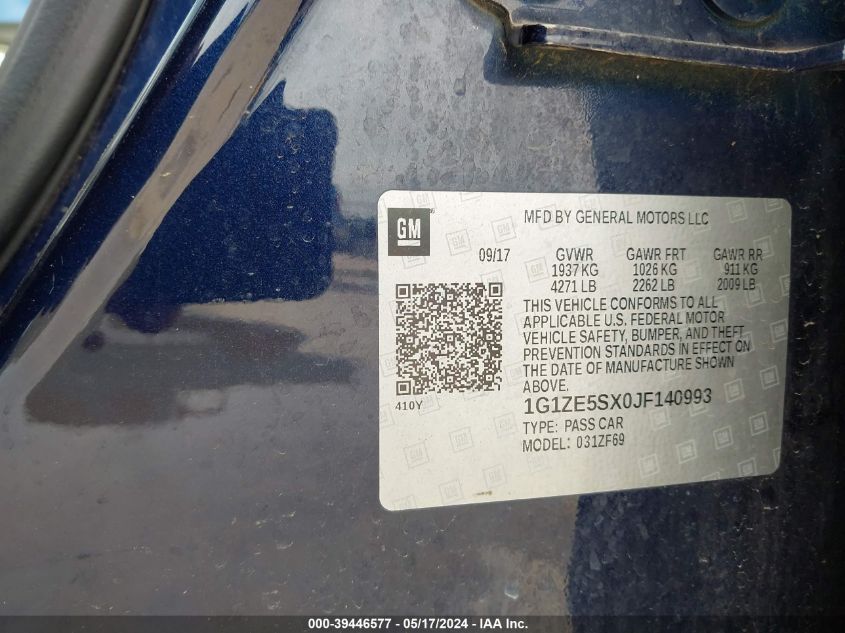 GM
MFD BY GENERAL MOTORS LLC
09/17 GVWR GAWR FRT GAWR RR
1937 KG 1026 KG 911 KG
4271 LB 2262 LB 2009 LB
THIS VEHICLE CONFORMS TO ALL
APPLICABLE U.S. FEDERAL MOTOR
VEHICLE SAFETY, BUMPER, AND THEFT
PREVENTION STANDARDS IN EFFECT ON
THE DATE OF MANUFACTURE SHOWN
ABOVE.
410Y
1G1ZE5SX0JF140993
TYPE: PASS CAR
MODEL: 031ZF69
000-39446577 - 05/17/2024 - IAA Inc.